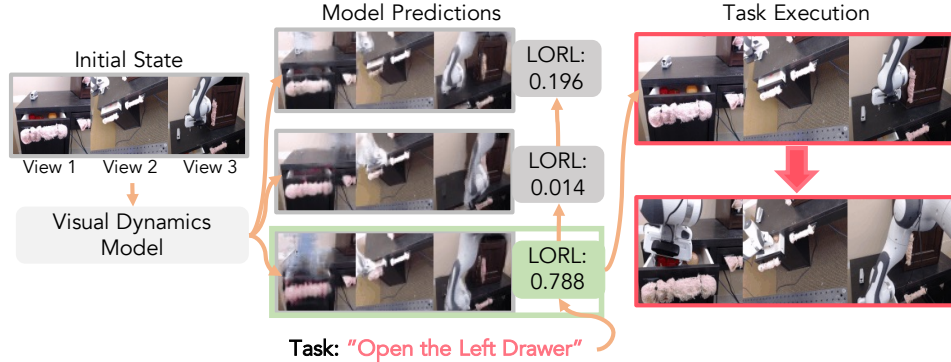 Model Predictions
Task Execution
Initial State
View 1
View 2
View 3
Visual Dynamics
Model
LORL:
0.196
LORL:
0.014
LORL:
0.788
Task: "Open the Left Drawer"